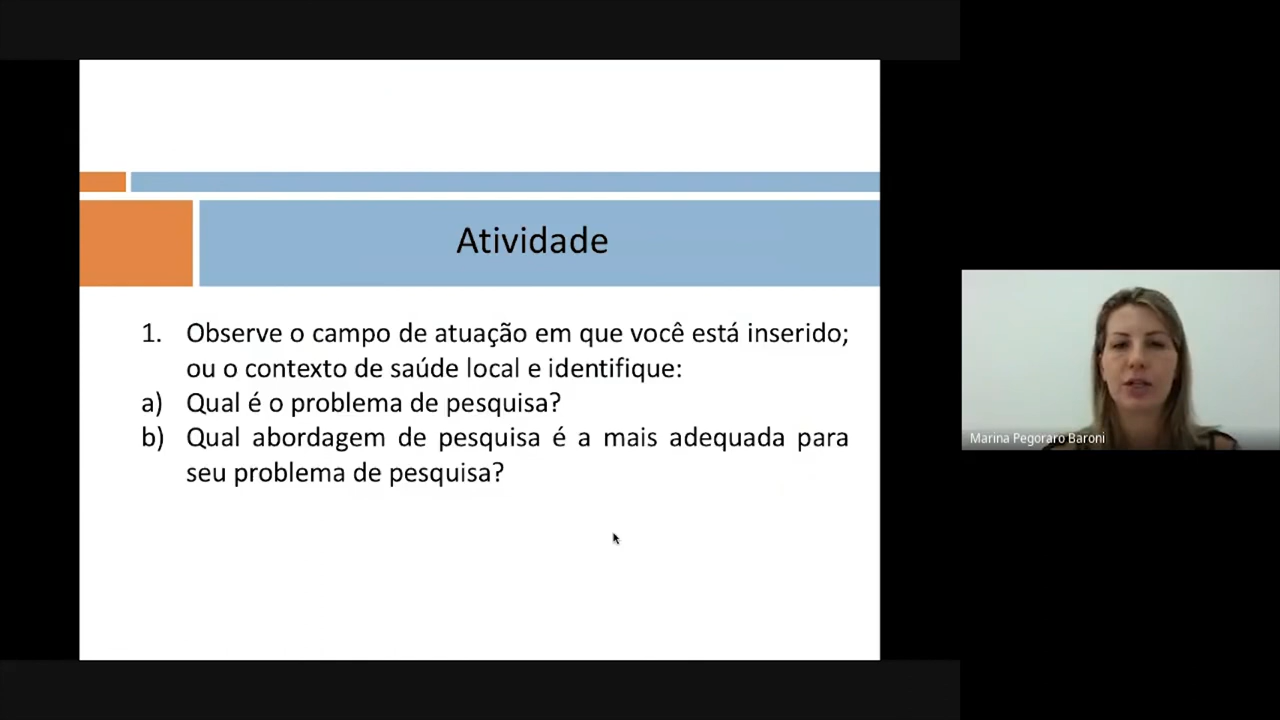 Atividade
1. Observe o campo de atuação em que você está inserido;
ou o contexto de saúde local e identifique:
a) Qual é o problema de pesquisa?
b) Qual abordagem de pesquisa é a mais adequada para
seu problema de pesquisa?
Marina Pegoraro Baroni